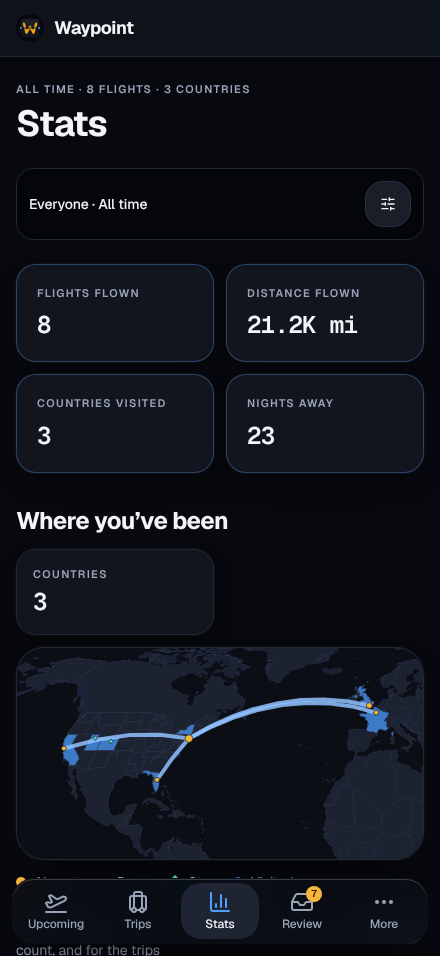 Waypoint
ALL TIME · 8 FLIGHTS · 3 COUNTRIES
Stats
Everyone · All time
FLIGHTS FLOWN
8
DISTANCE FLOWN
21.2K mi
COUNTRIES VISITED
3
NIGHTS AWAY
23
Where you’ve been
COUNTRIES
3
7
Upcoming
Trips
Stats
Review
More
count, and for the trips